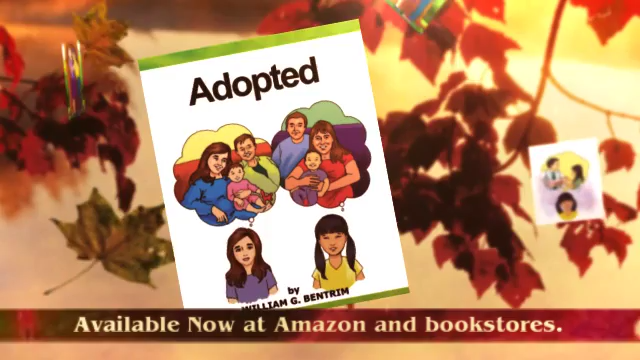 Adopted
by
WILLIAM G. BENTRIM
Available Now at Amazon and bookstores.